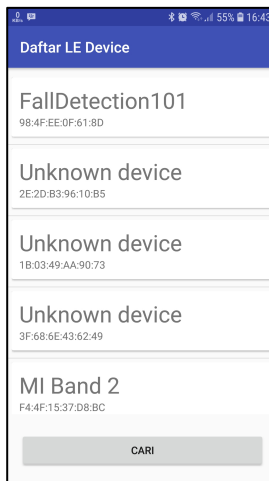 0
KB/s
55% 16:43
Daftar LE Device
FallDetection101
98:4F:EE:0F:61:8D
Unknown device
2E:2D:B3:96:10:B5
Unknown device
1B:03:49:AA:90:73
Unknown device
3F:68:6E:43:62:49
MI Band 2
F4:4F:15:37:D8:BC
CARI